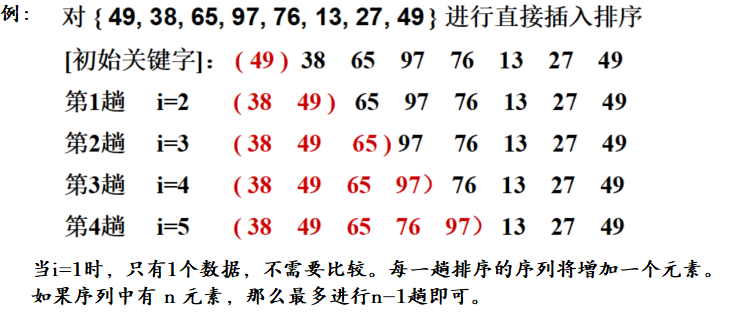 例： 对 { 49, 38, 65, 97, 76, 13, 27, 49 } 进行直接插入排序
[初始关键字]： ( 49 ) 38 65 97 76 13 27 49
第1趟 i=2 ( 38 49 ) 65 97 76 13 27 49
第2趟 i=3 ( 38 49 65 ) 97 76 13 27 49
第3趟 i=4 ( 38 49 65 97） 76 13 27 49
第4趟 i=5 ( 38 49 65 76 97） 13 27 49
当i=1时，只有1个数据，不需要比较。每一趟排序的序列将增加一个元素。
如果序列中有 n 元素，那么最多进行n-1趟即可。